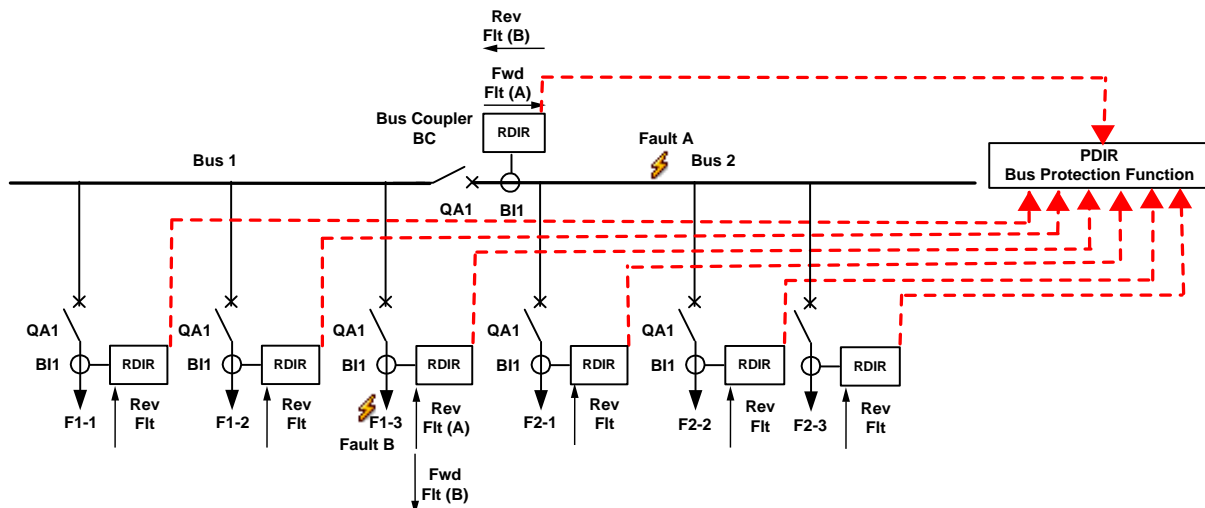 Rev
Flt (B)
Fwd
Flt (A)
Bus Coupler
BC
RDIR
Fault A
PDIR
Bus Protection Function
Bus 1
Bus 2
QA1
BI1
QA1
QA1
QA1
QA1
QA1
QA1
BI1
RDIR
BI1
RDIR
BI1
RDIR
BI1
RDIR
BI1
RDIR
BI1
RDIR
F1-1
Rev
Flt
F1-2
Rev
Flt
F1-3
Rev
Flt (A)
F2-1
Rev
Flt
F2-2
Rev
Flt
F2-3
Rev
Flt
Fault B
Fwd
Flt (B)